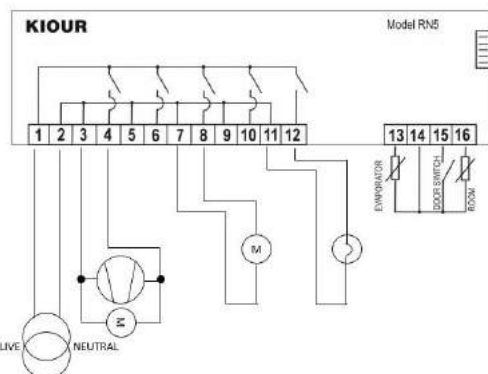 KIOUR
Model RN5
1 2 3 4 5 6 7 8 9 10 11 12
13 14 15 16
EVAPORATOR
DOOR SWITCH
ROOM
M
M
LIVE
NEUTRAL